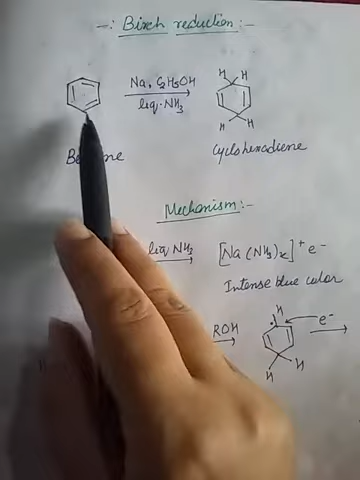 -: Birch reduction :-
Na, C₂H₅OH
liq. NH₃
H H
H H
Cyclohexadiene
Mechanism :-
liq NH₃ [Na(NH₃)x]⁺ e⁻
Intense blue color
ROH H e⁻
H H